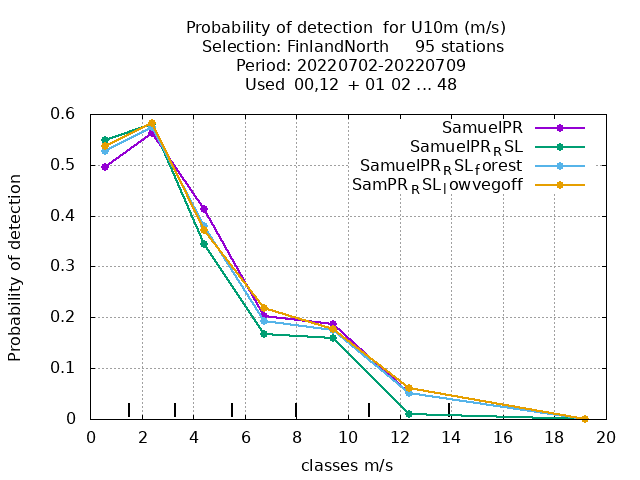 Probability of detection  for U10m (m/s)
Selection: FinlandNorth     95 stations
Period: 20220702-20220709
Used  00,12  + 01 02 ... 48
SamuelPR
SamuelPR_RSL
SamuelPR_RSL_forest
SamPR_RSL_lowvegoff
Probability of detection
0.6
0.5
0.4
0.3
0.2
0.1
0
0 2 4 6 8 10 12 14 16 18 20
classes m/s